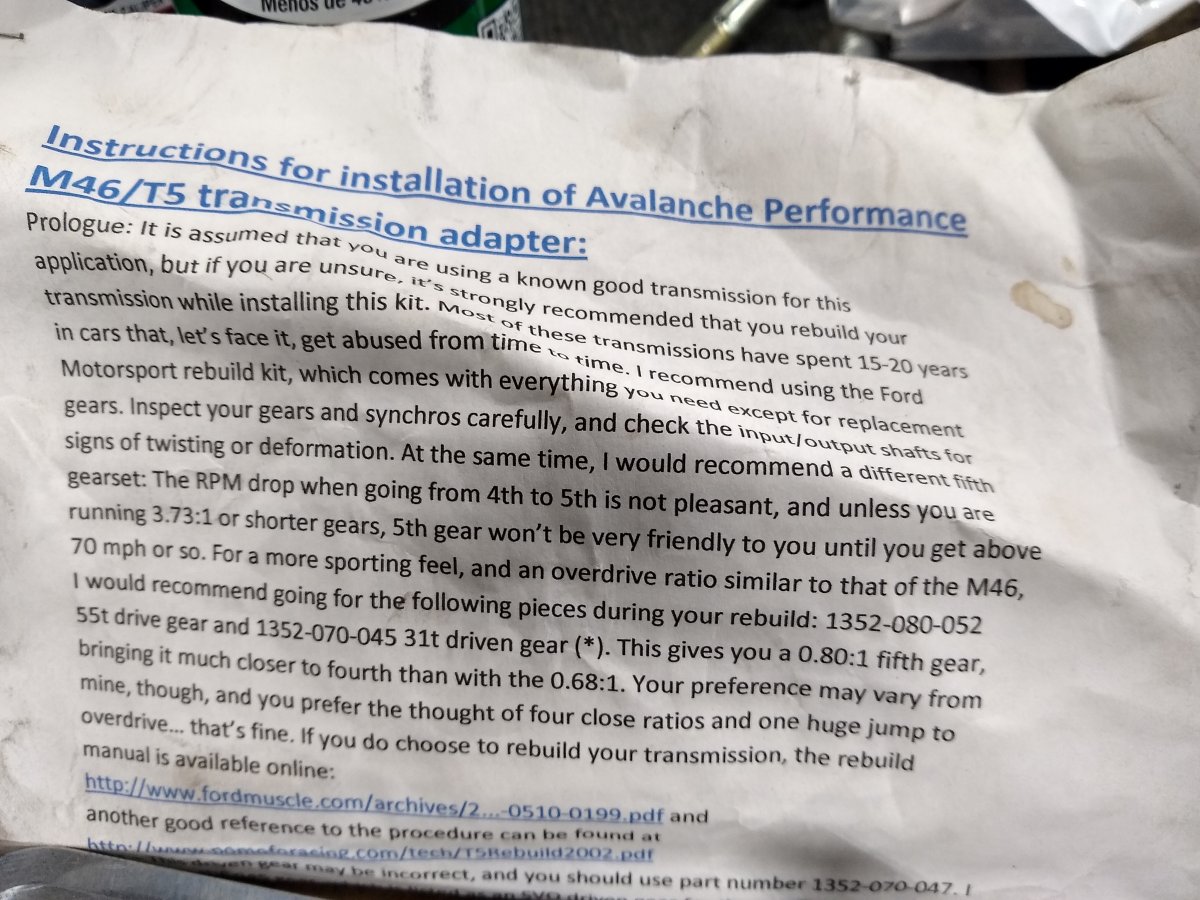 Menos de
Instructions for installation of Avalanche Performance
M46/T5 transmission adapter:
Prologue: It is assumed that you are using a known good transmission for this
application, but if you are unsure, it's strongly recommended that you rebuild your
transmission while installing this kit. Most of these transmissions have spent 15-20 years
in cars that, let's face it, get abused from time to time. I recommend using the Ford
Motorsport rebuild kit, which comes with everything you need except for replacement
gears. Inspect your gears and synchros carefully, and check the input/output shafts for
signs of twisting or deformation. At the same time, I would recommend a different fifth
gearset: The RPM drop when going from 4th to 5th is not pleasant, and unless you are
running 3.73:1 or shorter gears, 5th gear won't be very friendly to you until you get above
70 mph or so. For a more sporting feel, and an overdrive ratio similar to that of the M46,
I would recommend going for the following pieces during your rebuild: 1352-080-052
55t drive gear and 1352-070-045 31t driven gear (*). This gives you a 0.80:1 fifth gear,
bringing it much closer to fourth than with the 0.68:1. Your preference may vary from
mine, though, and you prefer the thought of four close ratios and one huge jump to
overdrive... that's fine. If you do choose to rebuild your transmission, the rebuild
manual is available online:
http://www.fordmuscle.com/archives/2...-0510-0199.pdf and
another good reference to the procedure can be found at
http://www.gomoforacing.com/tech/T5Rebuild2002.pdf
driven gear may be incorrect, and you should use part number 1352-070-047. I